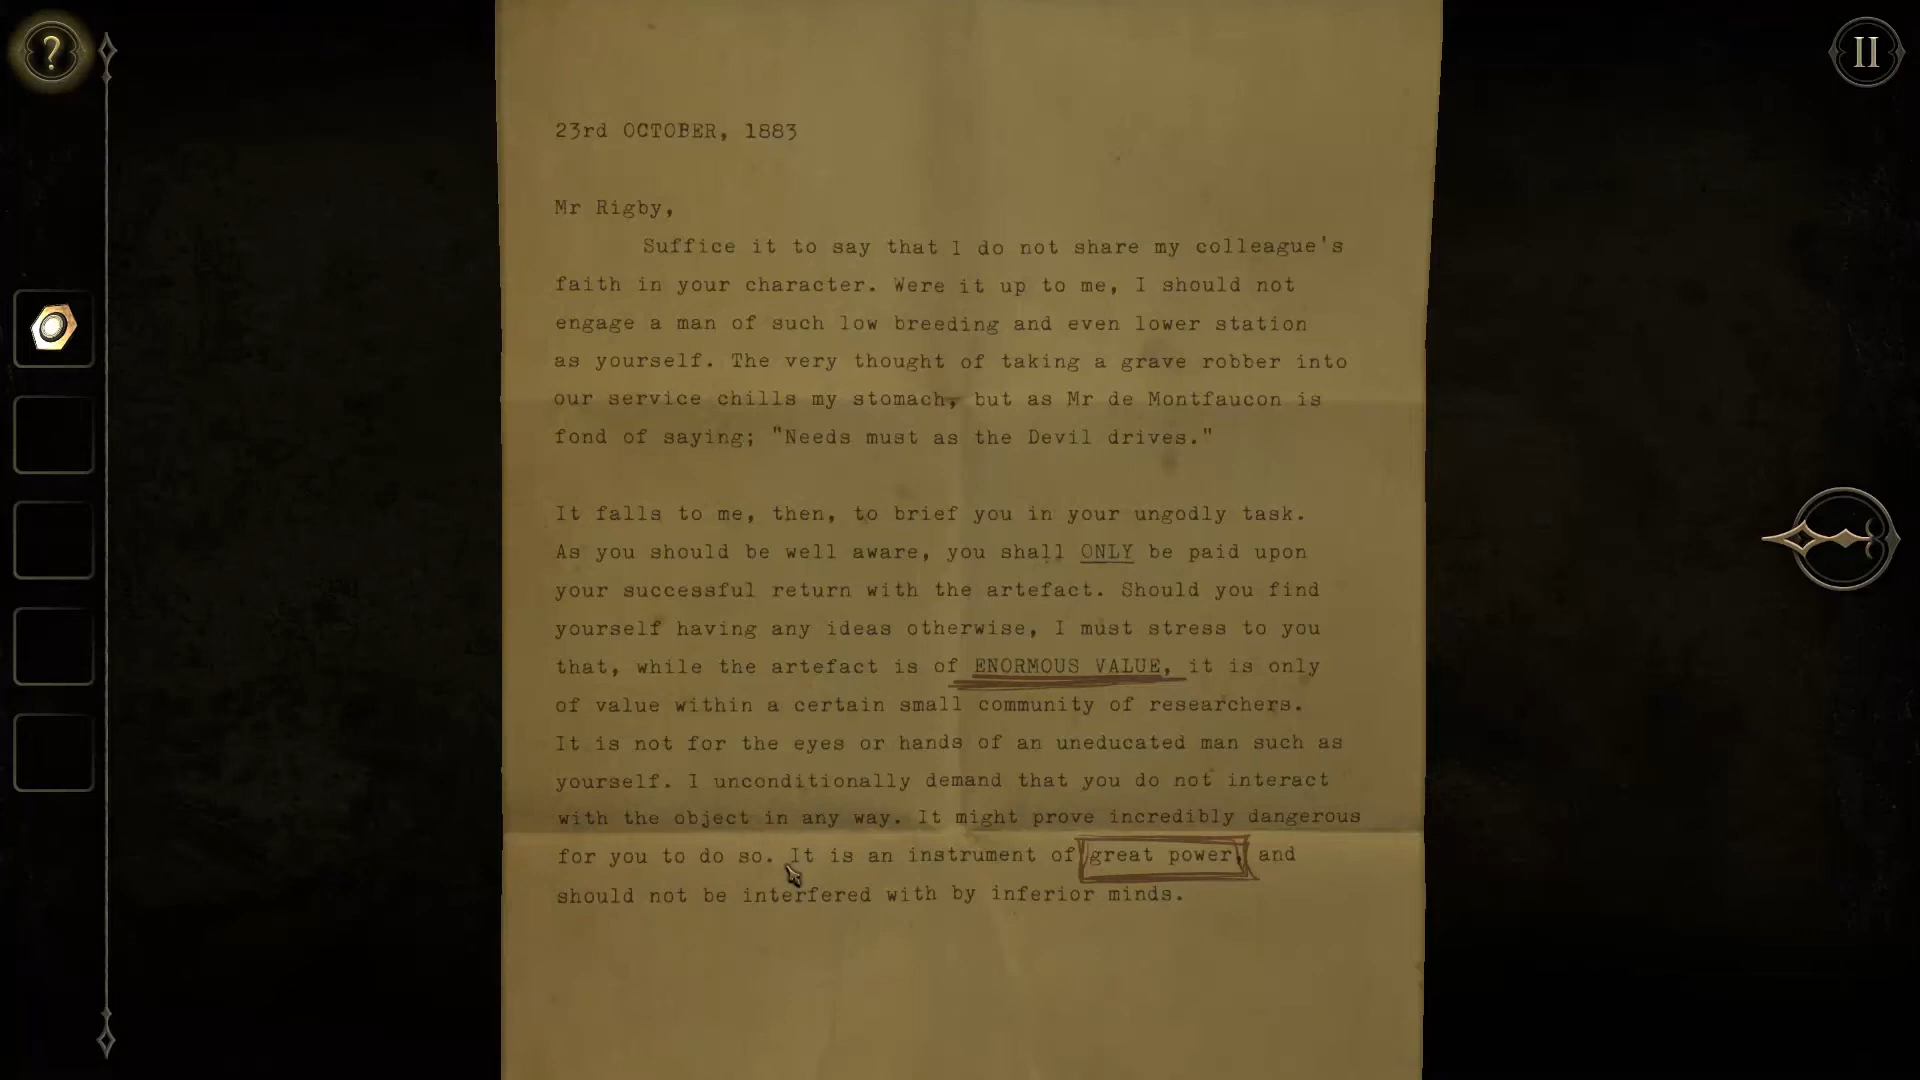 ?
II
23rd OCTOBER, 1883
Mr Rigby,
Suffice it to say that I do not share my colleague's
faith in your character. Were it up to me, I should not
engage a man of such low breeding and even lower station
as yourself. The very thought of taking a grave robber into
our service chills my stomach, but as Mr de Montfaucon is
fond of saying; "Needs must as the Devil drives."
It falls to me, then, to brief you in your ungodly task.
As you should be well aware, you shall ONLY be paid upon
your successful return with the artefact. Should you find
yourself having any ideas otherwise, I must stress to you
that, while the artefact is of ENORMOUS VALUE, it is only
of value within a certain small community of researchers.
It is not for the eyes or hands of an uneducated man such as
yourself. I unconditionally demand that you do not interact
with the object in any way. It might prove incredibly dangerous
for you to do so. It is an instrument of great power, and
should not be interfered with by inferior minds.